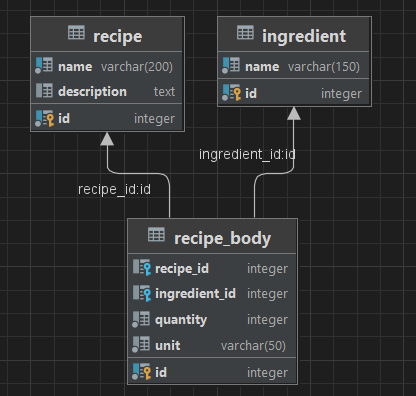 recipe
name varchar(200)
description text
id integer
ingredient
name varchar(150)
id integer
recipe_id:id
ingredient_id:id
recipe_body
recipe_id integer
ingredient_id integer
quantity integer
unit varchar(50)
id integer